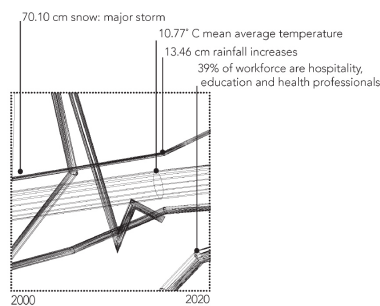 70.10 cm snow: major storm
10.77˚ C mean average temperature
13.46 cm rainfall increases
39% of workforce are hospitality,
education and health professionals
2000
2020